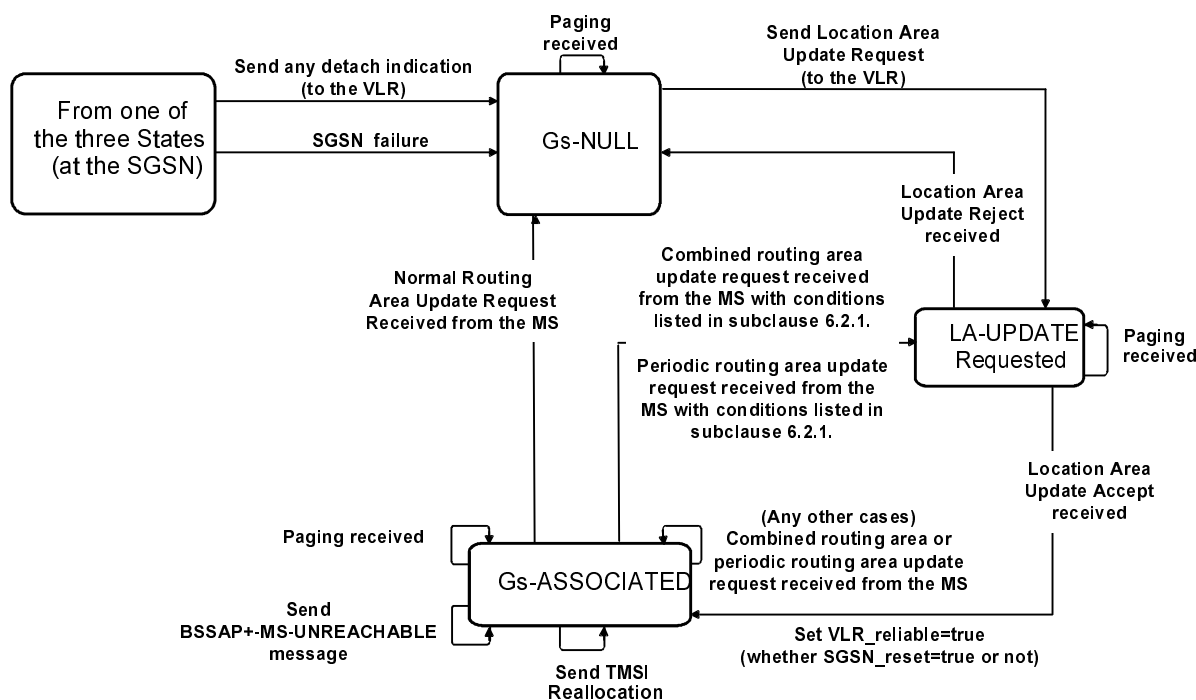 Paging
received
Send Location Area
Update Request
(to the VLR)
Send any detach indication
(to the VLR)
From one of
the three States
(at the SGSN)
SGSN failure
Gs-NULL
Location Area
Update Reject
received
Normal Routing
Area Update Request
Received from the MS
Combined routing area
update request received
from the MS with conditions
listed in subclause 6.2.1.
LA-UPDATE
Requested
Paging
received
Periodic routing area update
request received from the
MS with conditions listed in
subclause 6.2.1.
Location Area
Update Accept
received
Paging received
(Any other cases)
Combined routing area or
periodic routing area update
request received from the MS
Gs-ASSOCIATED
Send
BSSAP+-MS-UNREACHABLE
message
Set VLR_reliable=true
(whether SGSN_reset=true or not)
Send TMSI
Reallocation